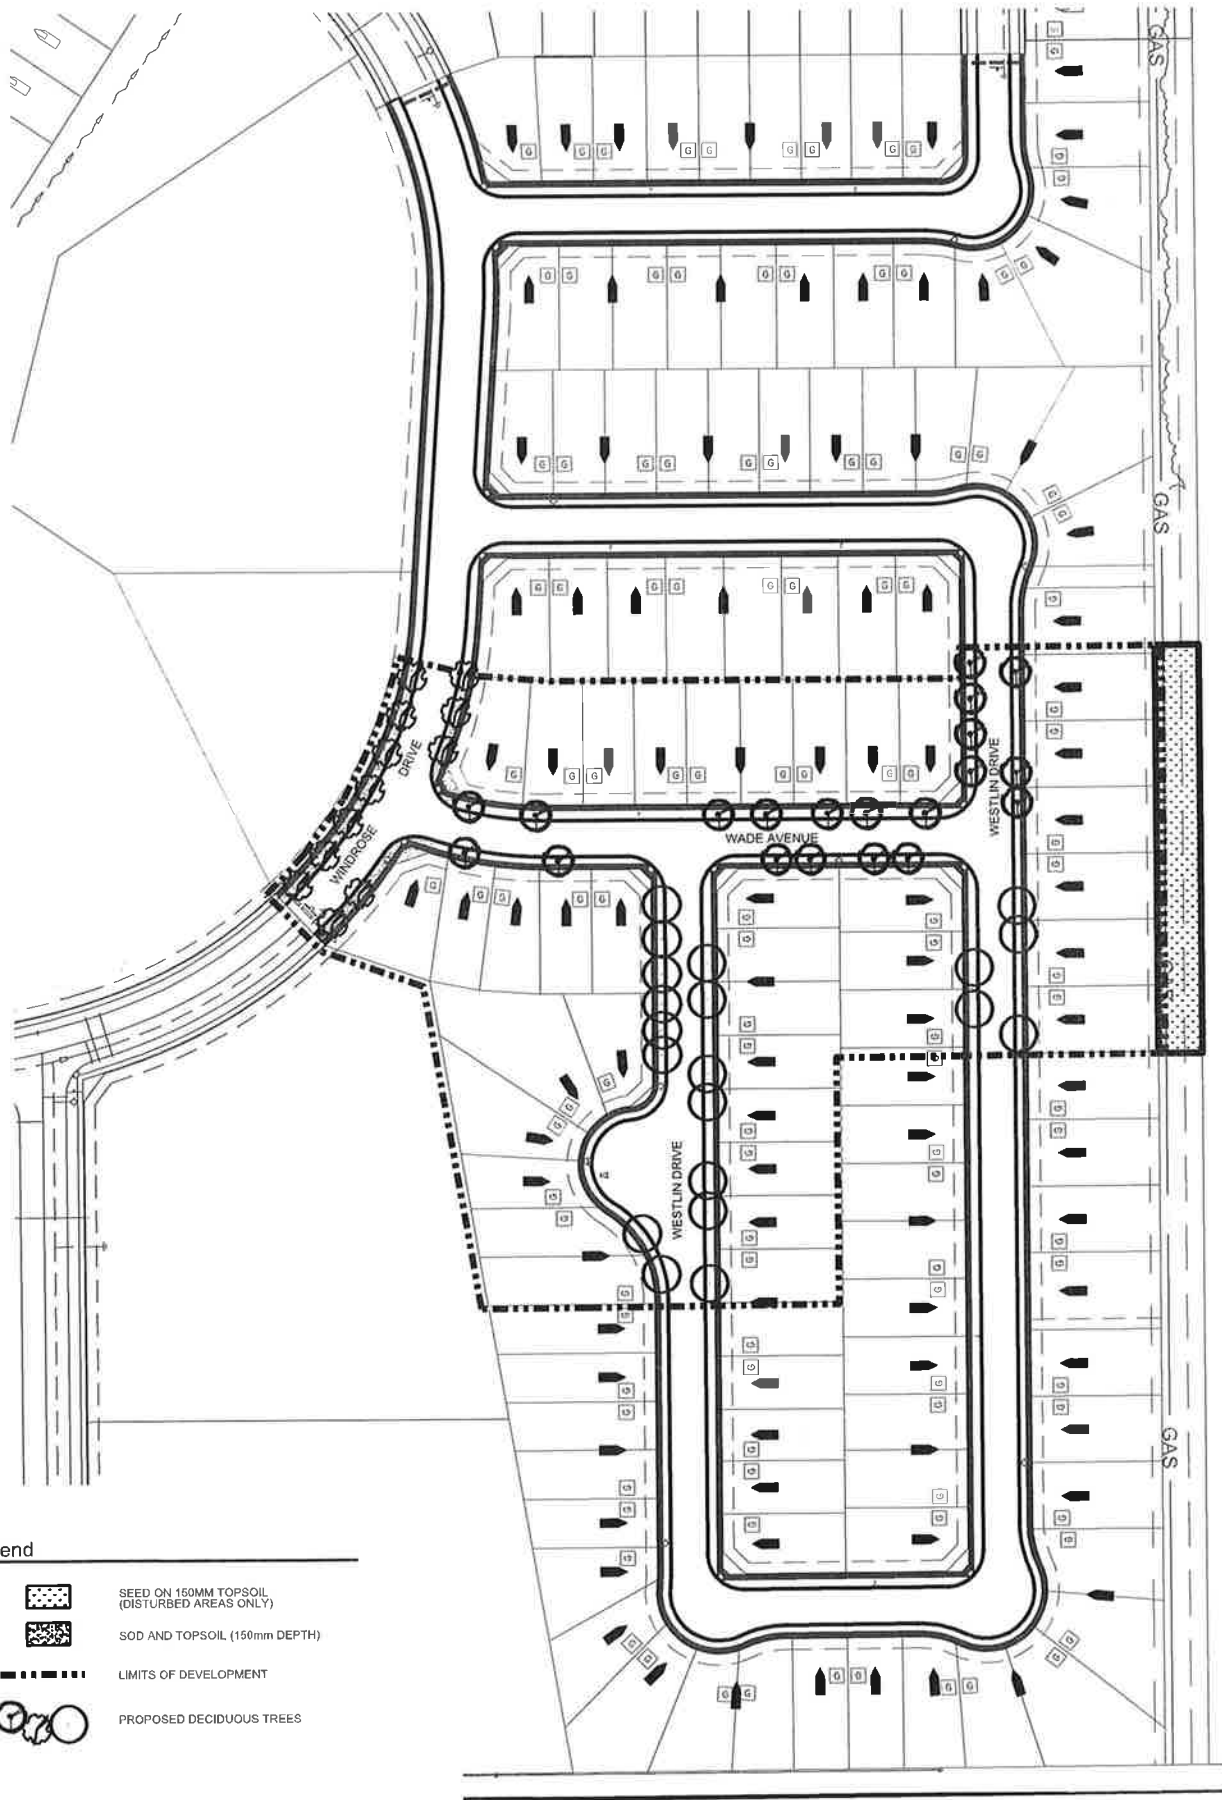 GAS
GAS
DRIVE
WINDROSE
WADE AVENUE
WESTLIN DRIVE
WESTLIN DRIVE
GAS
end
SEED ON 150MM TOPSOIL
(DISTURBED AREAS ONLY)
SOD AND TOPSOIL (150mm DEPTH)
LIMITS OF DEVELOPMENT
PROPOSED DECIDUOUS TREES